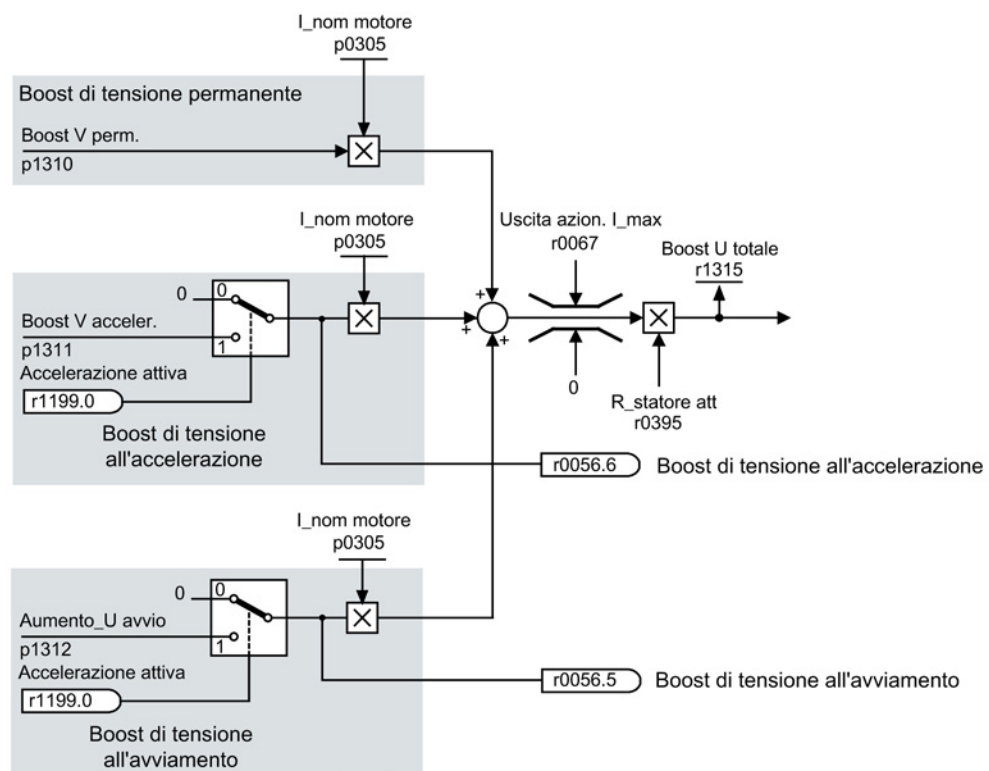 I_nom motore
p0305
Boost di tensione permanente
Boost V perm.
p1310
I_nom motore
p0305
Uscita azion. I_max
r0067
Boost U totale
r1315
0
0
Boost V acceler.
p1311
1
Accelerazione attiva
r1199.0
Boost di tensione
all'accelerazione
+
+
+
0
R_statore att
r0395
r0056.6
Boost di tensione all'accelerazione
I_nom motore
p0305
0
0
Aumento_U avvio
p1312
1
Accelerazione attiva
r1199.0
Boost di tensione
all'avviamento
r0056.5
Boost di tensione all'avviamento